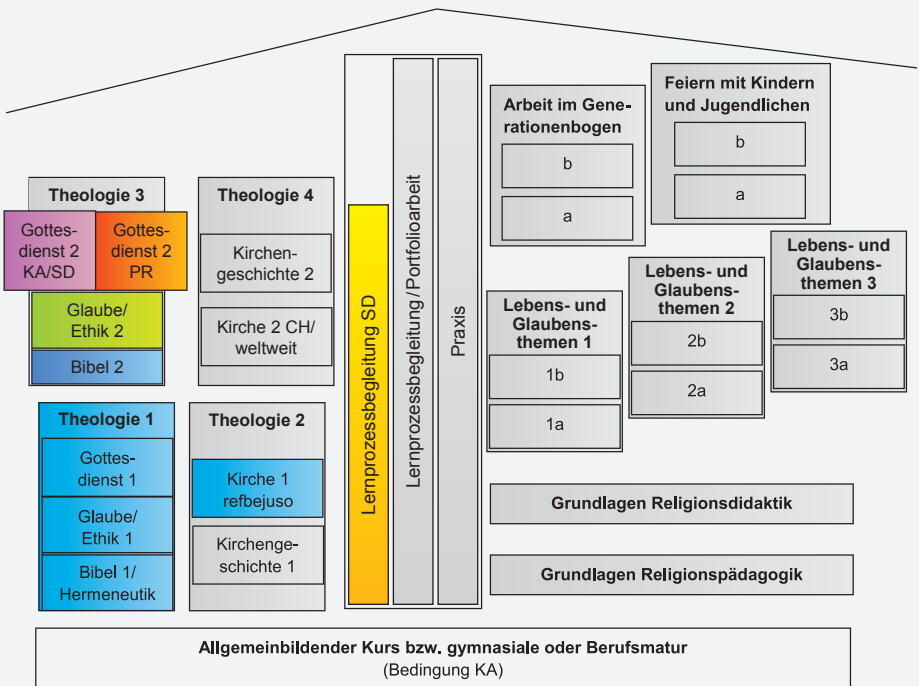 Theologie 3
Gottes-
dienst 2
KA/SD
Gottes-
dienst 2
PR
Glaube/
Ethik 2
Bibel 2
Theologie 4
Kirchen-
geschichte 2
Kirche 2 CH/
weltweit
Theologie 1
Gottes-
dienst 1
Glaube/
Ethik 1
Bibel 1/
Hermeneutik
Theologie 2
Kirche 1
refbejuso
Kirchenge-
schichte 1
Lernprozessbegleitung SD
Lernprozessbegleitung/Portfolioarbeit
Praxis
Arbeit im Gene-
rationenbogen
b
a
Feiern mit Kindern
und Jugendlichen
b
a
Lebens- und
Glaubens-
themen 1
1b
1a
Lebens- und
Glaubens-
themen 2
2b
2a
Lebens- und
Glaubens-
themen 3
3b
3a
Grundlagen Religionsdidaktik
Grundlagen Religionspädagogik
Allgemeinbildender Kurs bzw. gymnasiale oder Berufsmatur
(Bedingung KA)